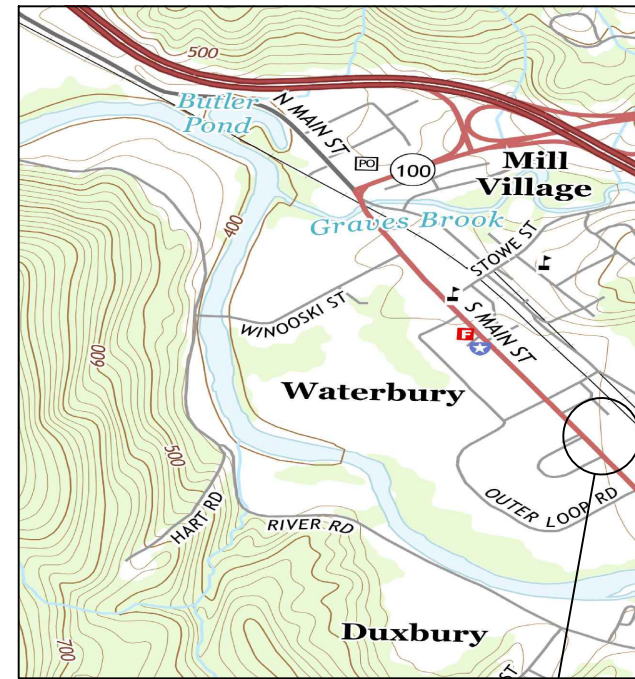 500
Butler
Pond
N MAIN ST
PO
100
Mill
Village
Graves Brook
400
STOWE ST
WINOOSKI ST
S MAIN ST
F
600
Waterbury
500
OUTER LOOP RD
HART RD
RIVER RD
Duxbury
700
ST